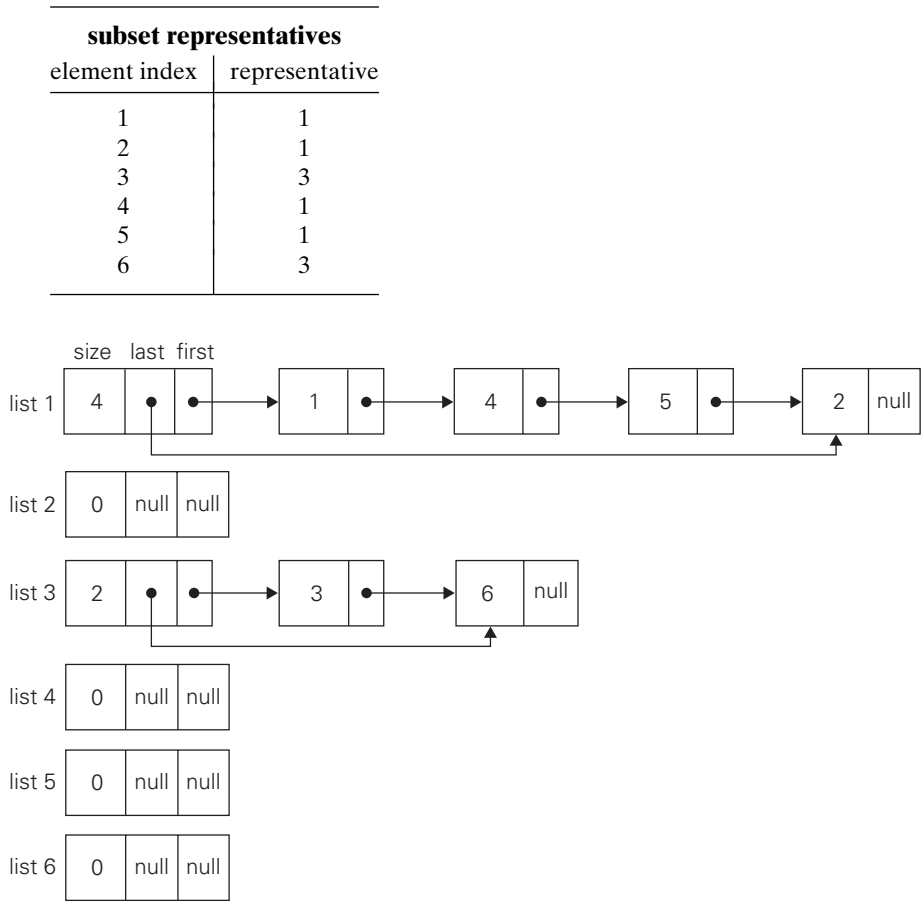 subset representatives
element index representative
1 1
2 1
3 3
4 1
5 1
6 3
size last first
list 1 4 1 4 5 2 null
list 2 0 null null
list 3 2 3 6 null
list 4 0 null null
list 5 0 null null
list 6 0 null null